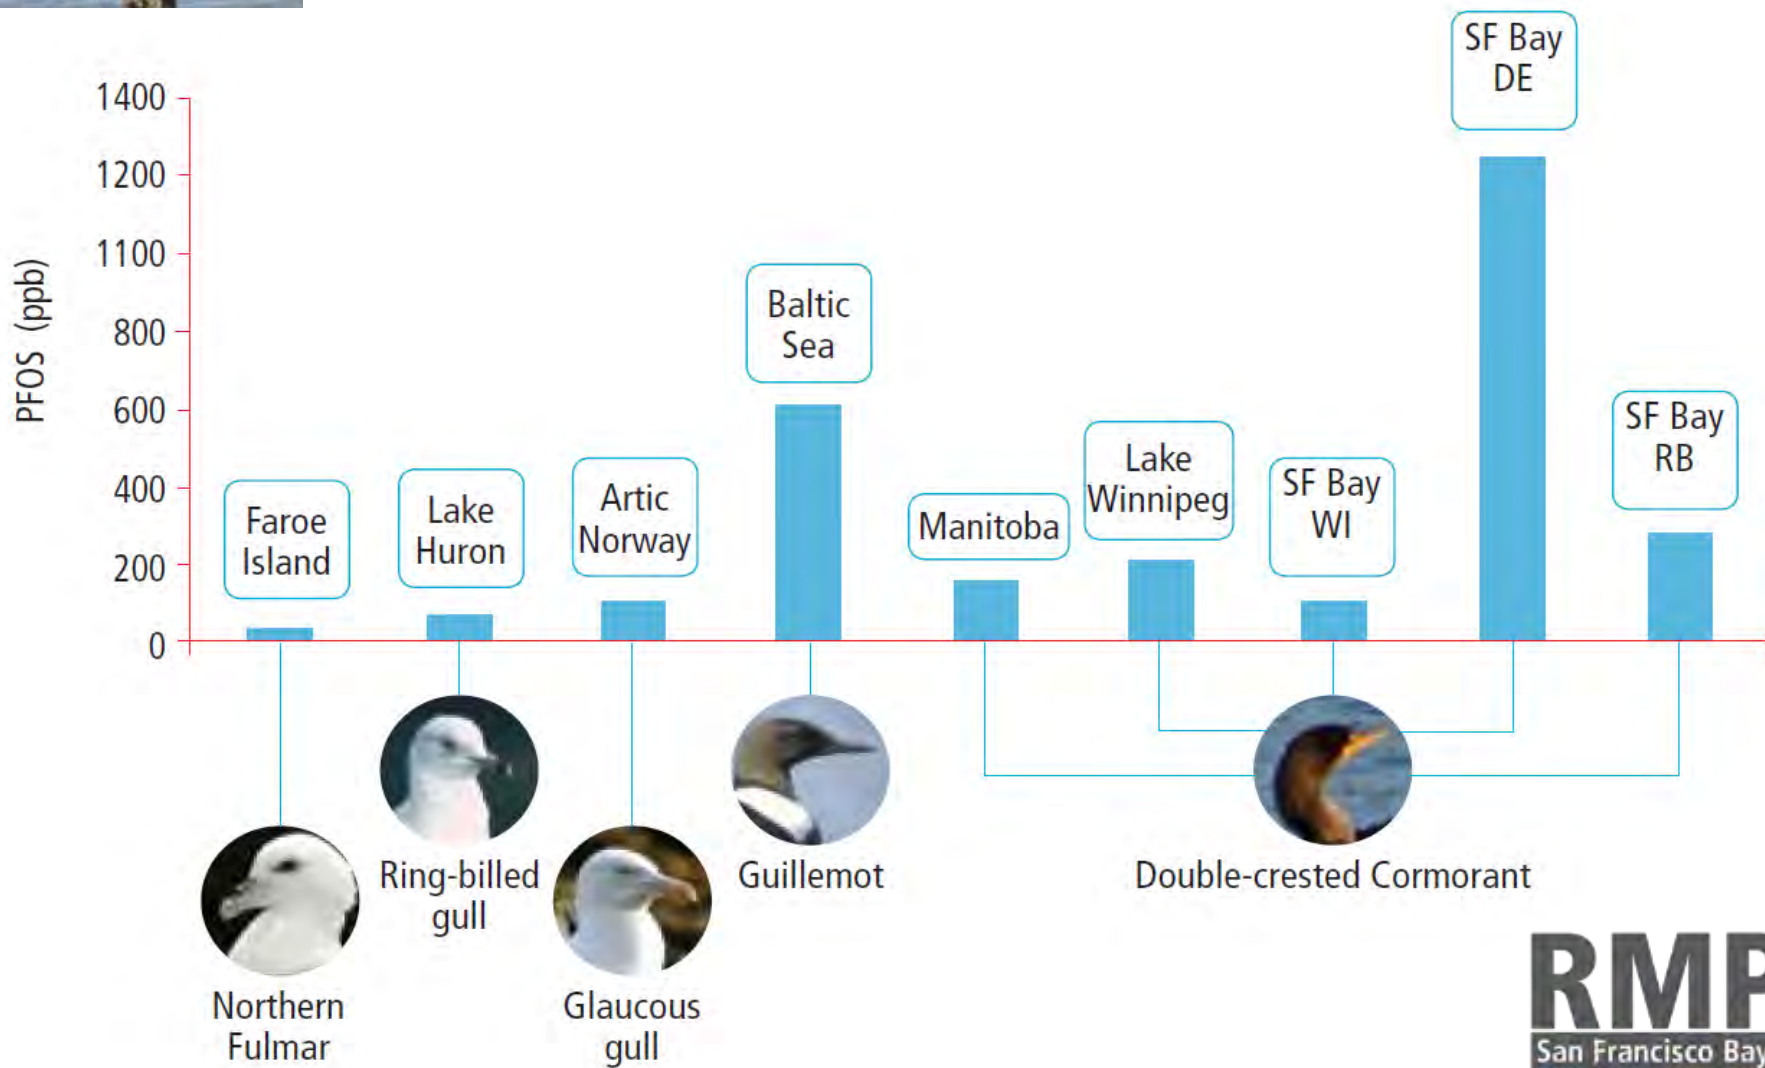 SF Bay
DE
1400
1200
1100
800
600
400
200
0
PFOS (ppb)
Faroe
Island
Lake
Huron
Artic
Norway
Baltic
Sea
Manitoba
Lake
Winnipeg
SF Bay
WI
SF Bay
RB
Northern
Fulmar
Ring-billed
gull
Glaucous
gull
Guillemot
Double-crested Cormorant
RMP
San Francisco Bay